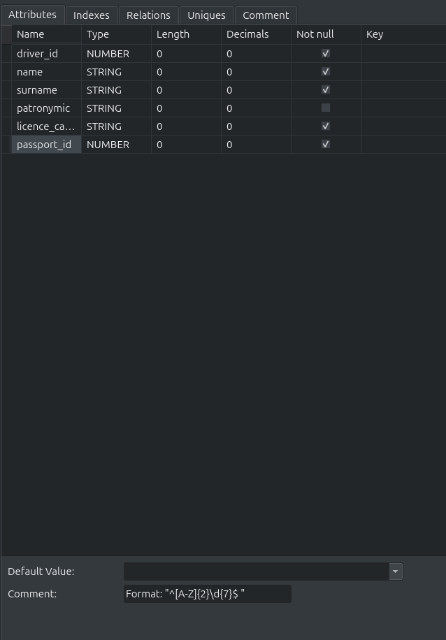 Attributes Indexes Relations Uniques Comment
Name Type Length Decimals Not null Key
driver_id NUMBER 0 0
name STRING 0 0
surname STRING 0 0
patronymic STRING 0 0
licence_ca... STRING 0 0
passport_id NUMBER 0 0
Default Value:
Comment: Format: "^[A-Z]{2}\d{7}$ "